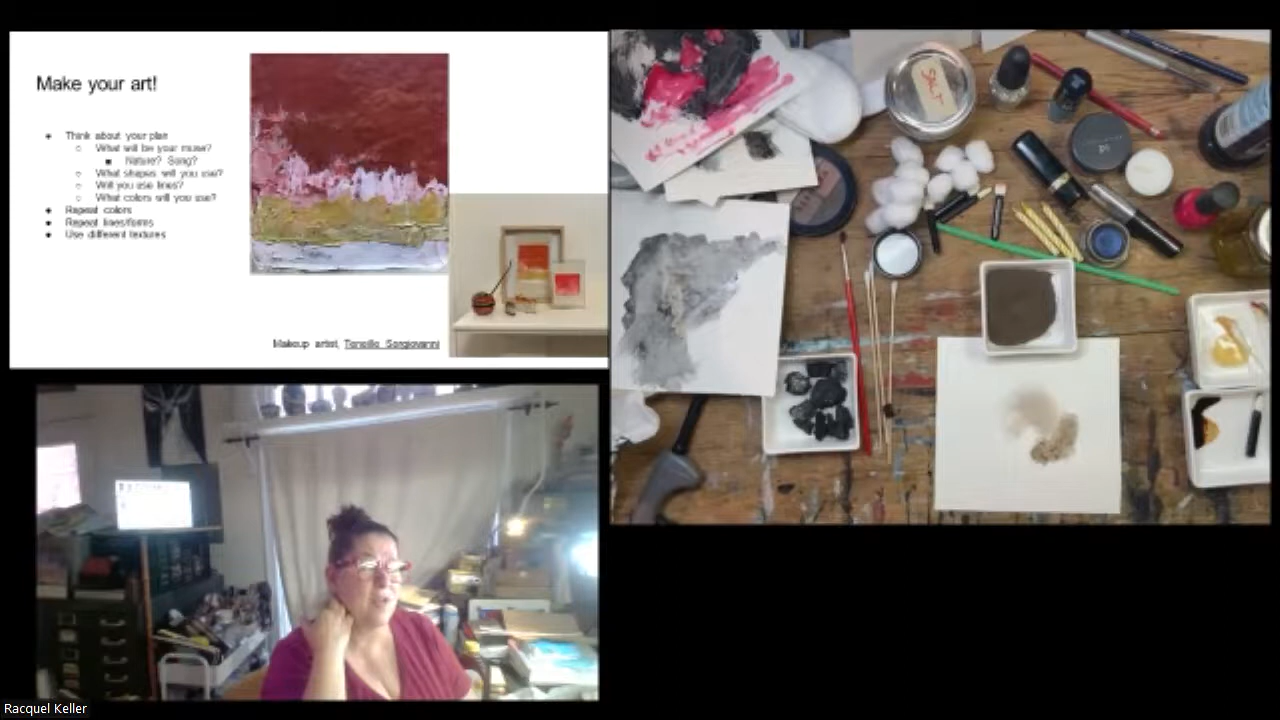 Make your art!
Think about your plan
What will be your muse?
Nature? Song?
What shapes will you use?
Will you use lines?
What colors will you use?
Repeat colors
Repeat lines/forms
Use different textures
Makeup artist,
SALT
Racquel Keller